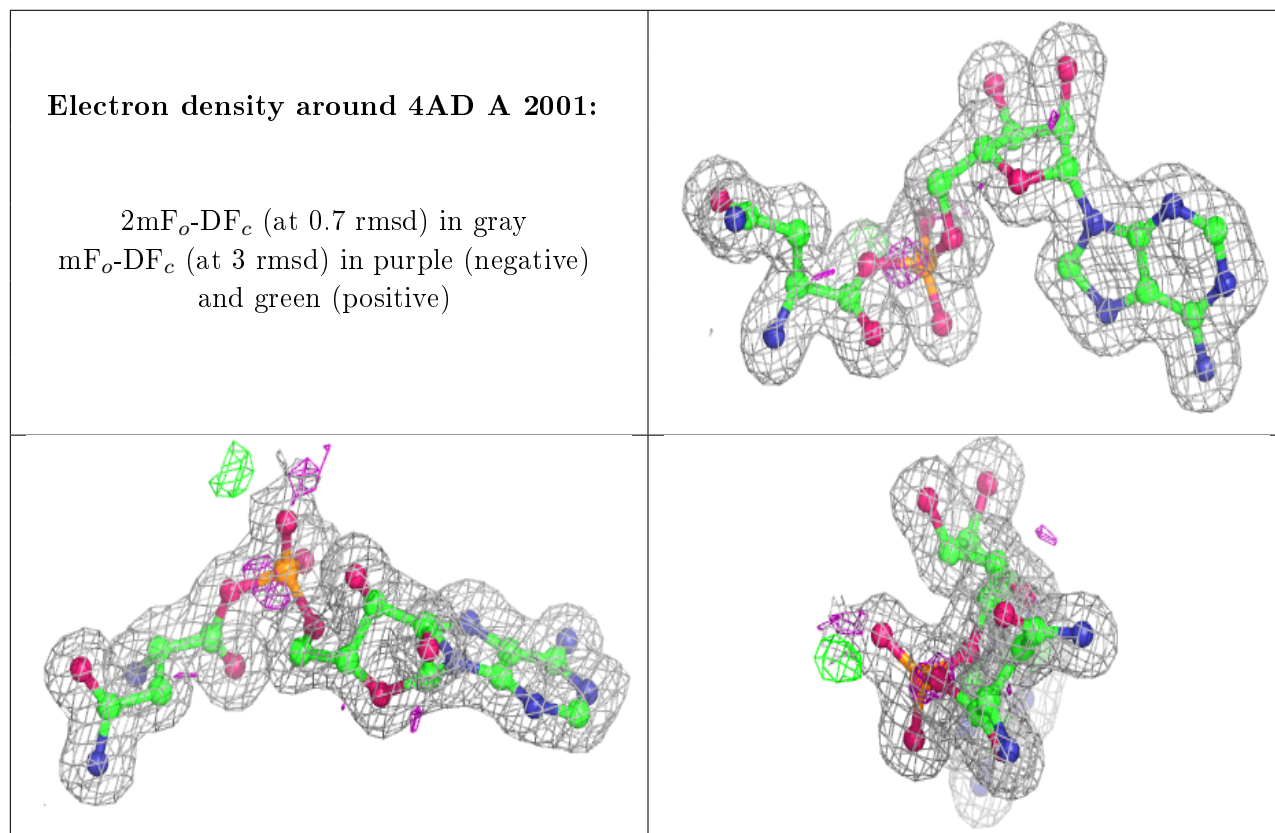 Electron density around 4AD A 2001:
2mFo-DFc (at 0.7 rmsd) in gray
mFo-DFc (at 3 rmsd) in purple (negative)
and green (positive)